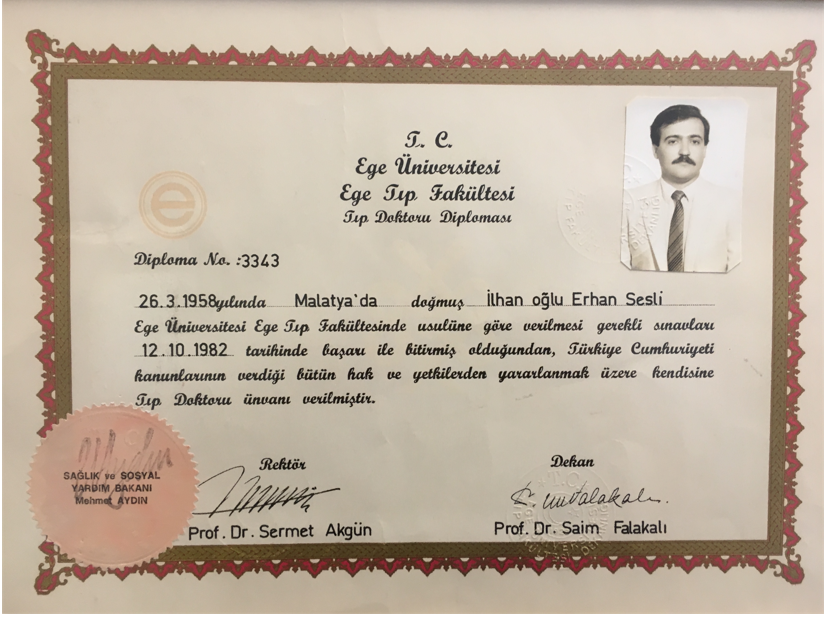 T. C.
Ege Üniversitesi
Ege Tıp Fakültesi
Tıp Doktoru Diploması
e
Diploma No. :3343
26.3.1958 yılında Malatya'da doğmuş İlhan oğlu Erhan Sesli
Ege Üniversitesi Ege Tıp Fakültesinde usulüne göre verilmesi gerekli sınavları
12.10.1982 tarihinde başarı ile bitirmiş olduğundan, Türkiye Cumhuriyeti
kanunlarının verdiği bütün hak ve yetkilerden yararlanmak üzere kendisine
Tıp Doktoru ünvanı verilmiştir.
SAĞLIK ve SOSYAL
YARDIM BAKANI
Mehmet AYDIN
Rektör
Prof. Dr. Sermet Akgün
Dekan
Prof. Dr. Saim Falakalı